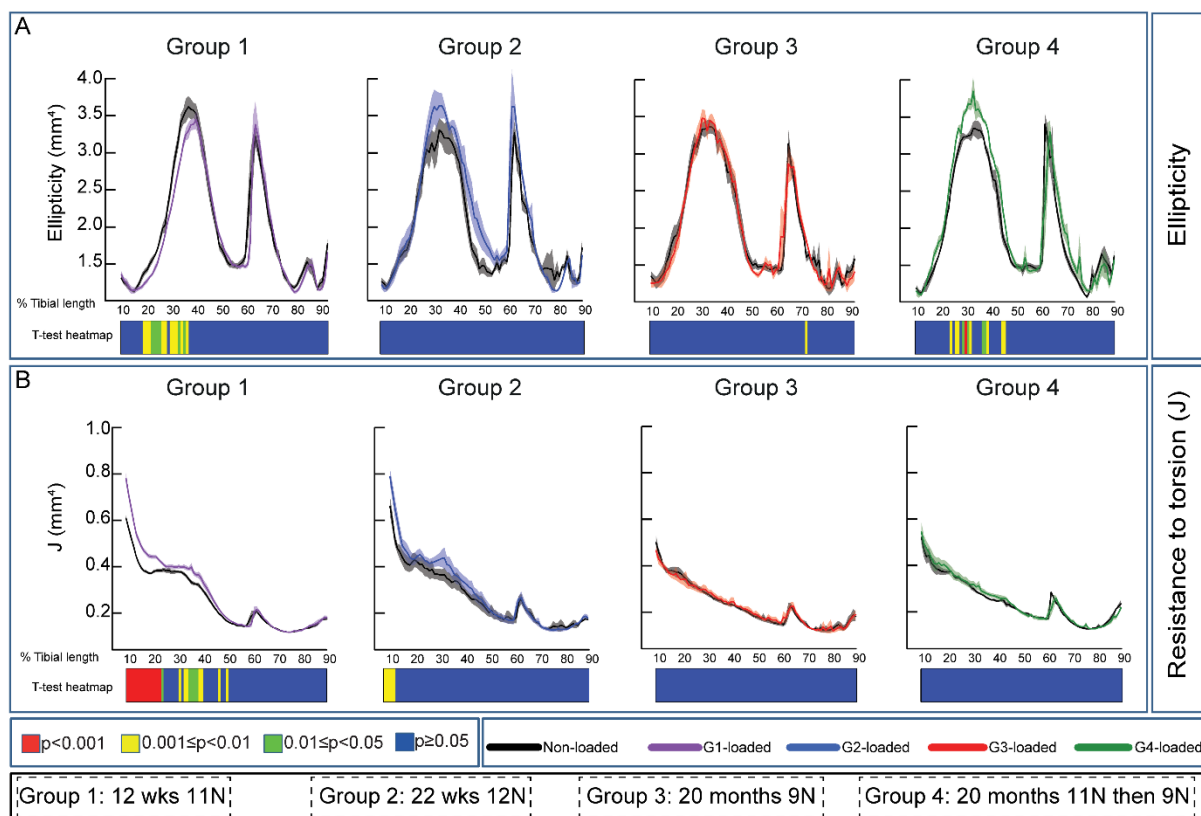 A
Group 1
Group 2
Group 3
Group 4
Ellipticity (mm⁴)
4.0
3.5
3.0
2.5
2.0
1.5
% Tibial length
10 20 30 40 50 60 70 80 90
10 20 30 40 50 60 70 80 90
10 20 30 40 50 60 70 80 90
10 20 30 40 50 60 70 80 90
T-test heatmap
Ellipticity
B
Group 1
Group 2
Group 3
Group 4
J (mm⁴)
1.0
0.8
0.6
0.4
0.2
% Tibial length
10 20 30 40 50 60 70 80 90
10 20 30 40 50 60 70 80 90
10 20 30 40 50 60 70 80 90
10 20 30 40 50 60 70 80 90
T-test heatmap
Resistance to torsion (J)
p<0.001 0.001≤p<0.01 0.01≤p<0.05 p≥0.05
Non-loaded G1-loaded G2-loaded G3-loaded G4-loaded
Group 1: 12 wks 11N
Group 2: 22 wks 12N
Group 3: 20 months 9N
Group 4: 20 months 11N then 9N